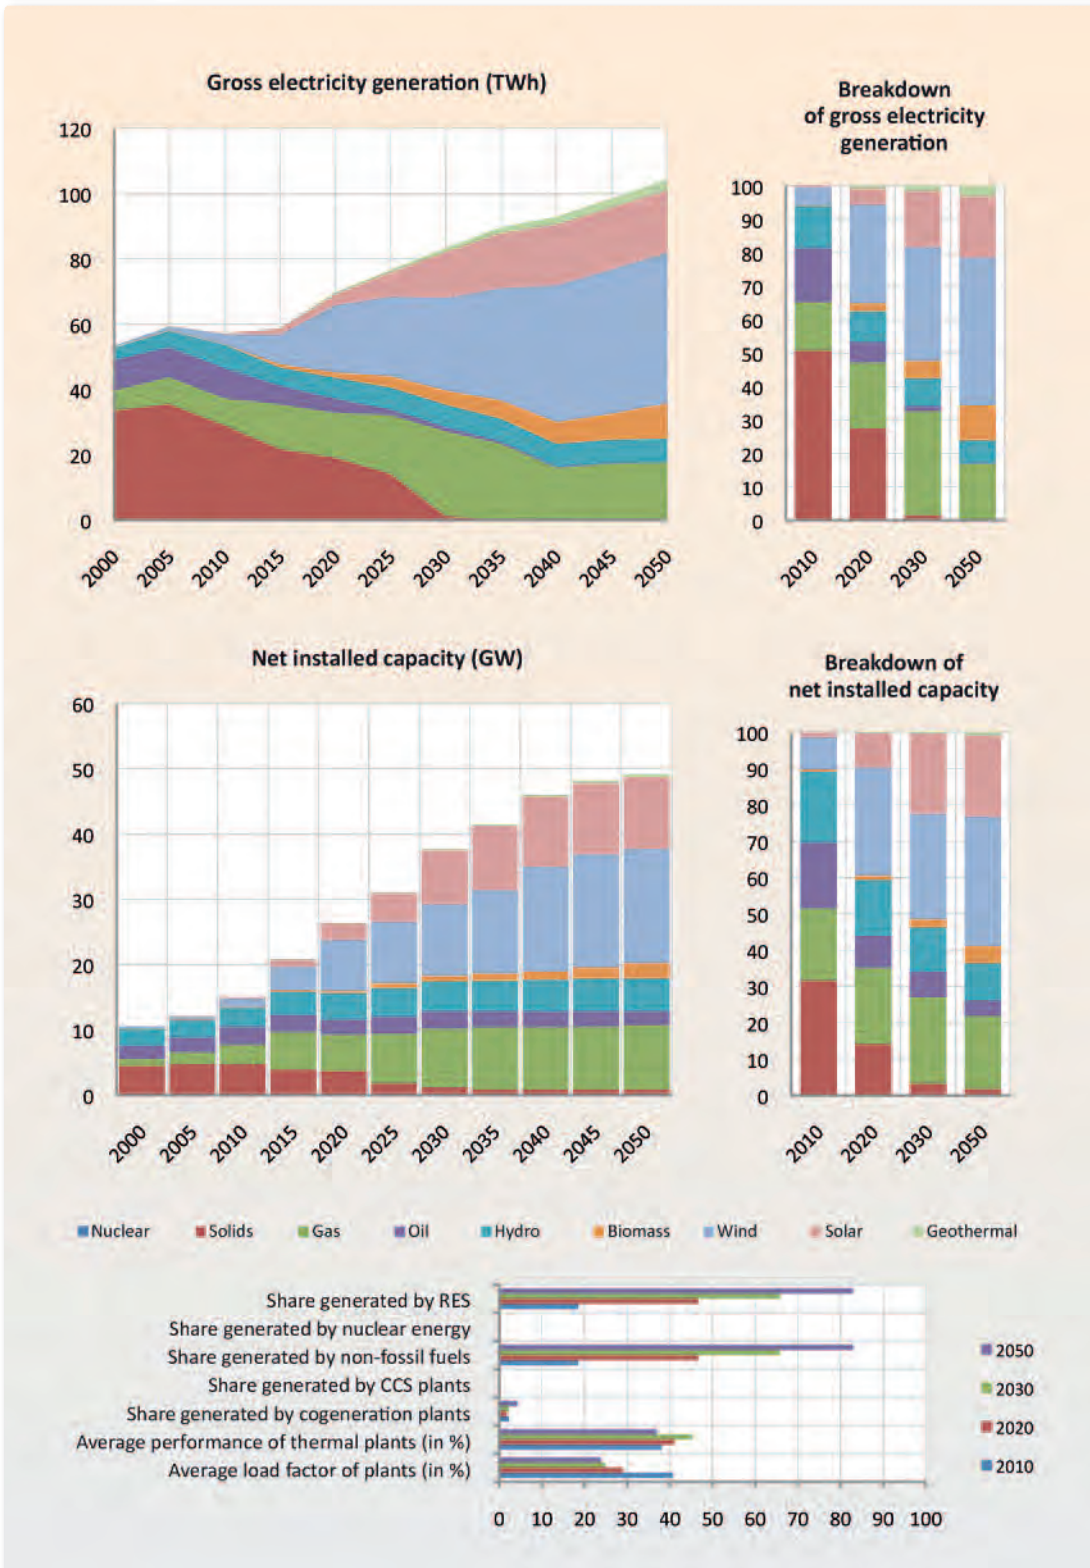 Gross electricity generation (TWh)
120
100
80
60
40
20
0
2000 2005 2010 2015 2020 2025 2030 2035 2040 2045 2050
Breakdown
of gross electricity
generation
100
90
80
70
60
50
40
30
20
10
0
2010 2020 2030 2050
Net installed capacity (GW)
60
50
40
30
20
10
0
2000 2005 2010 2015 2020 2025 2030 2035 2040 2045 2050
Breakdown of
net installed capacity
100
90
80
70
60
50
40
30
20
10
0
2010 2020 2030 2050
Nuclear Solids Gas Oil Hydro Biomass Wind Solar Geothermal
Share generated by RES
Share generated by nuclear energy
Share generated by non-fossil fuels
Share generated by CCS plants
Share generated by cogeneration plants
Average performance of thermal plants (in %)
Average load factor of plants (in %)
0 10 20 30 40 50 60 70 80 90 100
2050
2030
2020
2010